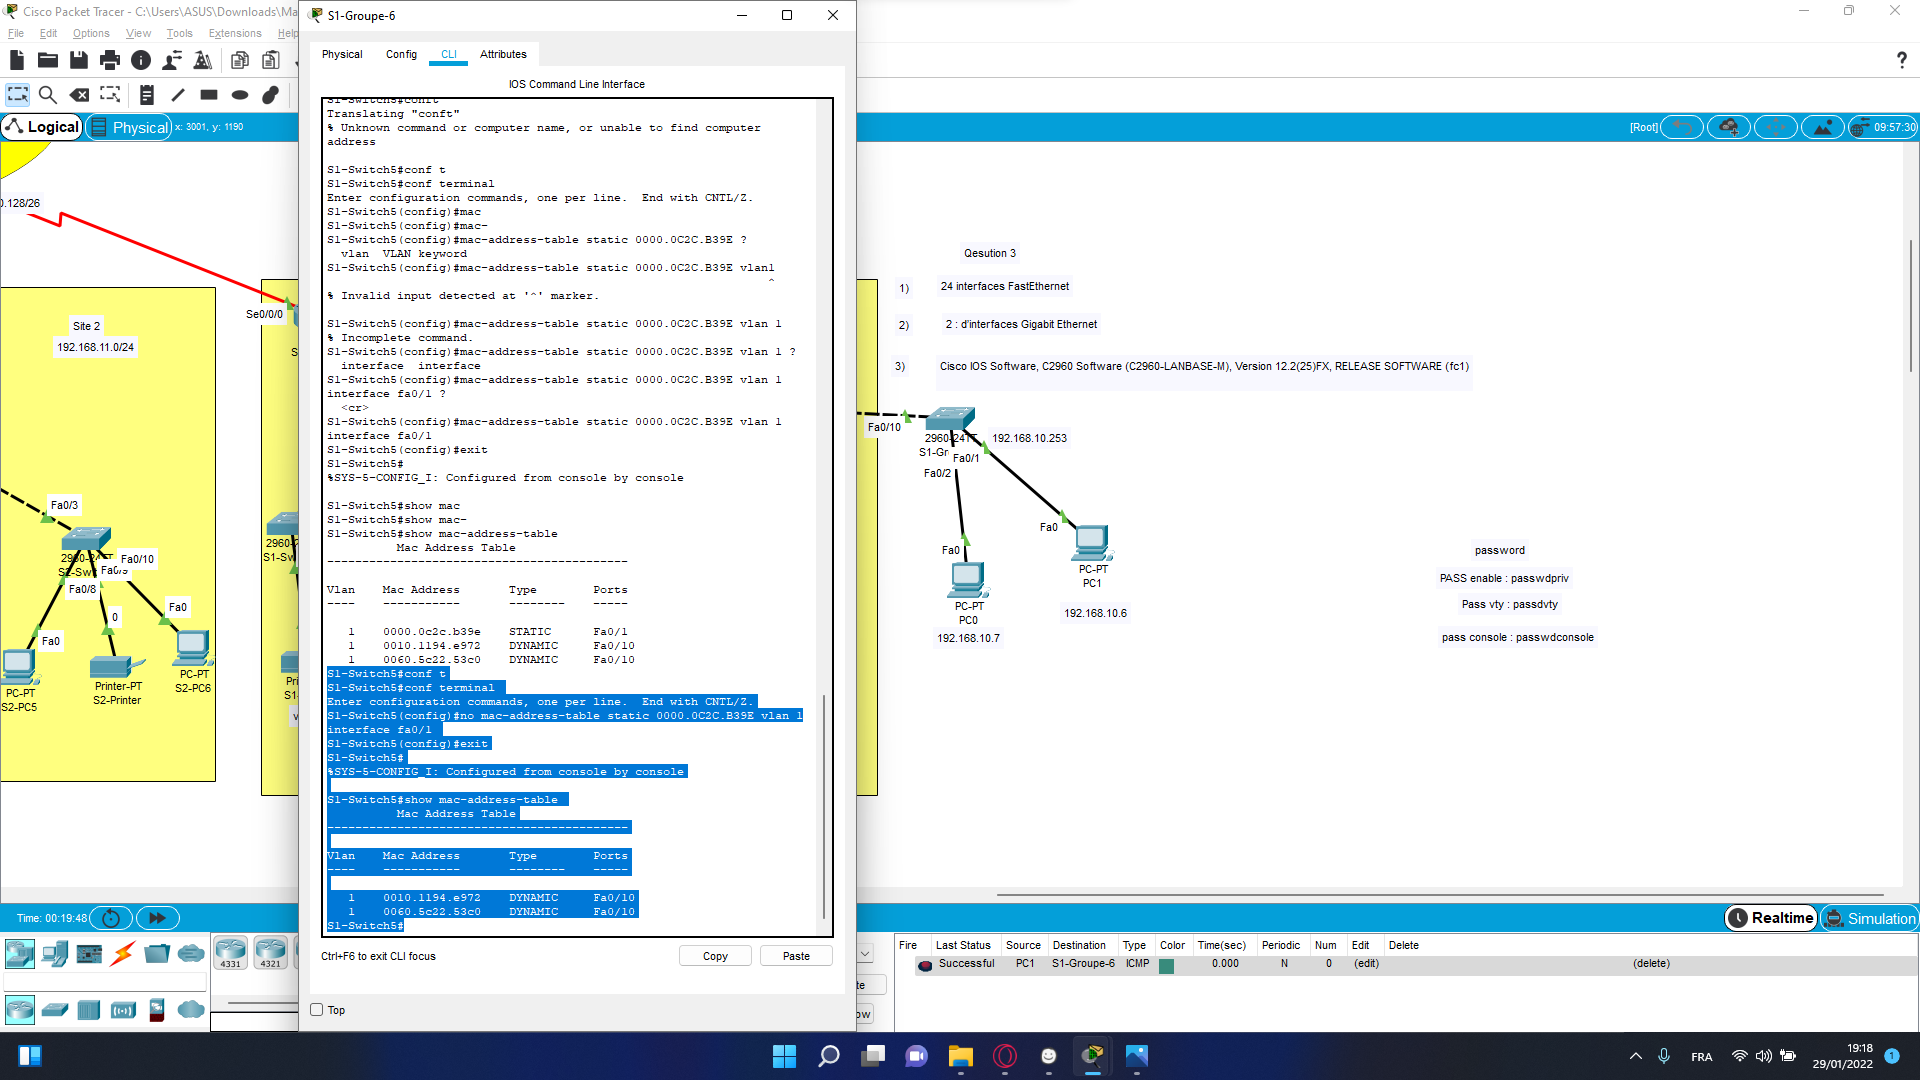 Cisco Packet Tracer - C:\Users\ASUS\Downloads\Ma
File Edit Options View Tools Extensions Help
S1-Groupe-6
Physical Config CLI Attributes
IOS Command Line Interface
S1-Switch5#conft
Translating "conft"
% Unknown command or computer name, or unable to find computer
address
S1-Switch5#conf t
S1-Switch5#conf terminal
Enter configuration commands, one per line.  End with CNTL/Z.
S1-Switch5(config)#mac
S1-Switch5(config)#mac-
S1-Switch5(config)#mac-address-table static 0000.0C2C.B39E ?
vlan  VLAN keyword
S1-Switch5(config)#mac-address-table static 0000.0C2C.B39E vlan1
^
% Invalid input detected at '^' marker.
S1-Switch5(config)#mac-address-table static 0000.0C2C.B39E vlan 1
% Incomplete command.
S1-Switch5(config)#mac-address-table static 0000.0C2C.B39E vlan 1 ?
interface  interface
S1-Switch5(config)#mac-address-table static 0000.0C2C.B39E vlan 1
interface fa0/1 ?
<cr>
S1-Switch5(config)#mac-address-table static 0000.0C2C.B39E vlan 1
interface fa0/1
S1-Switch5(config)#exit
S1-Switch5#
%SYS-5-CONFIG_I: Configured from console by console
S1-Switch5#show mac
S1-Switch5#show mac-
S1-Switch5#show mac-address-table
Mac Address Table
-------------------------------------------
Vlan    Mac Address       Type        Ports
----    -----------       --------    -----
1    0000.0c2c.b39e    STATIC      Fa0/1
1    0010.1194.e972    DYNAMIC     Fa0/10
1    0060.5c22.53c0    DYNAMIC     Fa0/10
S1-Switch5#conf t
S1-Switch5#conf terminal
Enter configuration commands, one per line.  End with CNTL/Z.
S1-Switch5(config)#no mac-address-table static 0000.0C2C.B39E vlan 1
interface fa0/1
S1-Switch5(config)#exit
S1-Switch5#
%SYS-5-CONFIG_I: Configured from console by console
S1-Switch5#show mac-address-table
Mac Address Table
-------------------------------------------
Vlan    Mac Address       Type        Ports
----    -----------       --------    -----
1    0010.1194.e972    DYNAMIC     Fa0/10
1    0060.5c22.53c0    DYNAMIC     Fa0/10
S1-Switch5#
Ctrl+F6 to exit CLI focus
Copy Paste
Top
Logical Physical x: 3001, y: 1190
[Root] 09:57:30
0.128/26
Se0/0/0
Site 2
192.168.11.0/24
Fa0/3
2960-24TT
S2-Swi
Fa0/10
Fa0/9
Fa0/8
0
Fa0
Fa0
PC-PT
S2-PC5
Printer-PT
S2-Printer
PC-PT
S2-PC6
2960-
S1-Sw
Pri
S1-
Qesution 3
1) 24 interfaces FastEthernet
2) 2 : d'interfaces Gigabit Ethernet
3) Cisco IOS Software, C2960 Software (C2960-LANBASE-M), Version 12.2(25)FX, RELEASE SOFTWARE (fc1)
Fa0/10
2960-24TT
S1-Gr
192.168.10.253
Fa0/1
Fa0/2
Fa0
Fa0
PC-PT
PC1
192.168.10.6
PC-PT
PC0
192.168.10.7
password
PASS enable : passwdpriv
Pass vty : passdvty
pass console : passwdconsole
Time: 00:19:48
Realtime Simulation
4331 4321
te
ow
Fire Last Status Source Destination Type Color Time(sec) Periodic Num Edit Delete
Successful PC1 S1-Groupe-6 ICMP 0.000 N 0 (edit) (delete)
FRA
19:18
29/01/2022
1